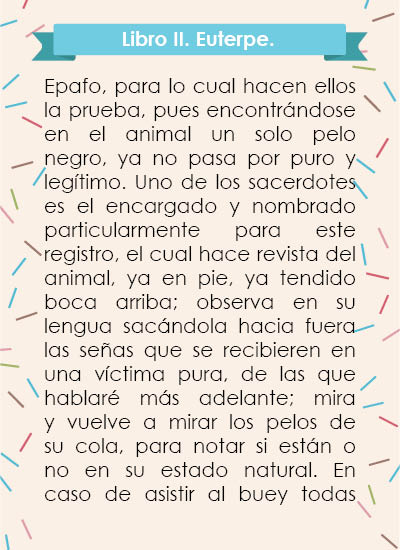 Libro II. Euterpe.
Epafo, para lo cual hacen ellos
la prueba, pues encontrándose
en el animal un solo pelo
negro, ya no pasa por puro y
legítimo. Uno de los sacerdotes
es el encargado y nombrado
particularmente para este
registro, el cual hace revista del
animal, ya en pie, ya tendido
boca arriba; observa en su
lengua sacándola hacia fuera
las señas que se recibieren en
una víctima pura, de las que
hablaré más adelante; mira
y vuelve a mirar los pelos de
su cola, para notar si están o
no en su estado natural. En
caso de asistir al buey todas